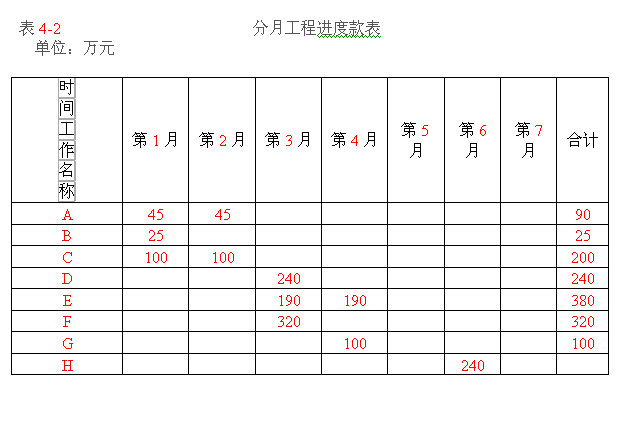 表 4-2 分月工程进度款表
单位：万元
时间工作名称 第 1 月 第 2 月 第 3 月 第 4 月 第 5 月 第 6 月 第 7 月 合计
A 45 45 90
B 25 25
C 100 100 200
D 240 240
E 190 190 380
F 320 320
G 100 100
H 240